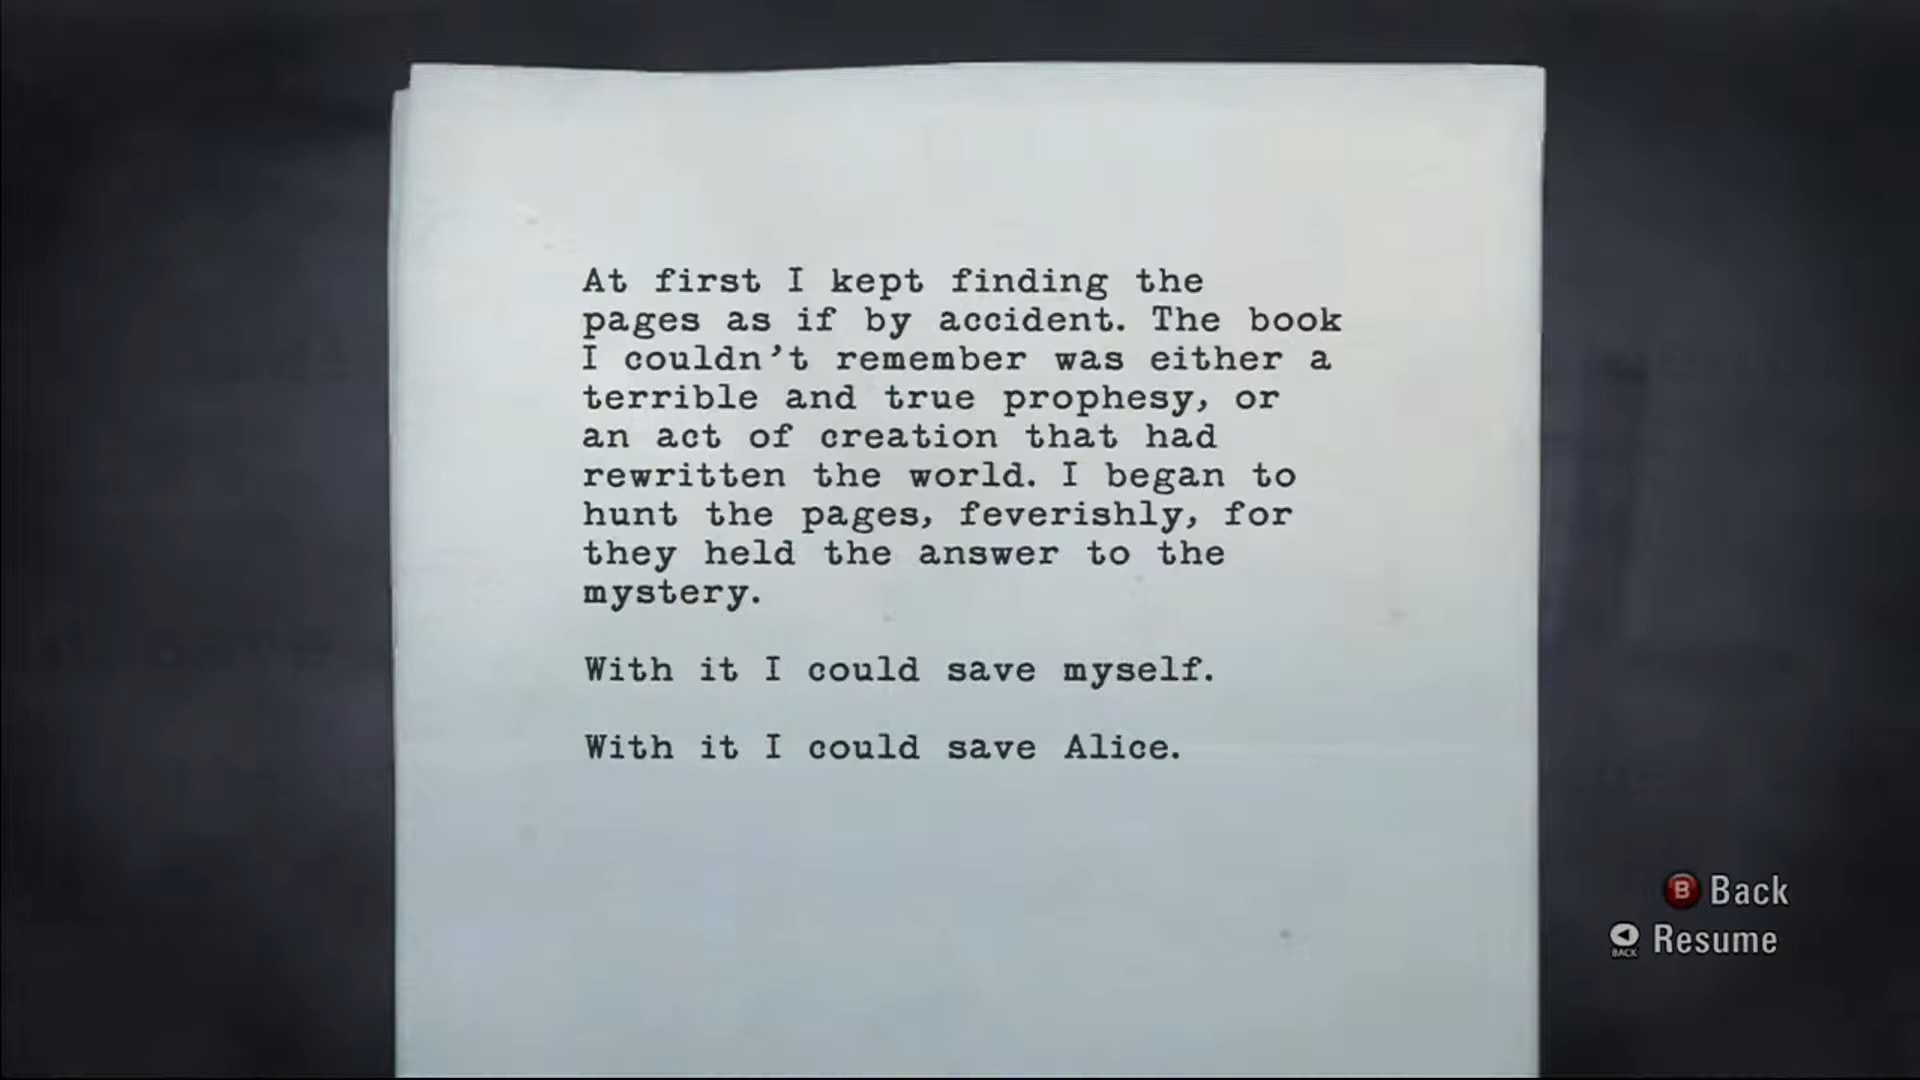 At first I kept finding the
pages as if by accident. The book
I couldn't remember was either a
terrible and true prophesy, or
an act of creation that had
rewritten the world. I began to
hunt the pages, feverishly, for
they held the answer to the
mystery.
With it I could save myself.
With it I could save Alice.
B Back
BACK Resume